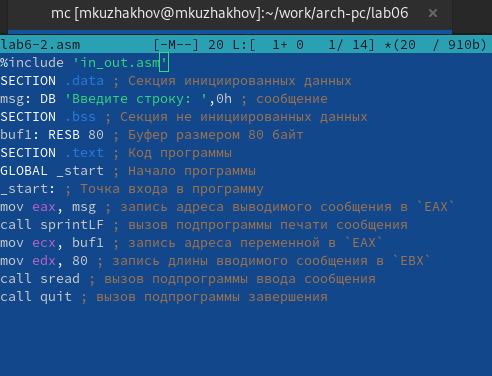 mc [mkuzhakhov@mkuzhakhov]:~/work/arch-pc/lab06 ×
lab6-2.asm [-M--] 20 L:[ 1+ 0 1/ 14] *(20 / 910b)
%include 'in_out.asm'
SECTION .data ; Секция инициированных данных
msg: DB 'Введите строку: ',0h ; сообщение
SECTION .bss ; Секция не инициированных данных
buf1: RESB 80 ; Буфер размером 80 байт
SECTION .text ; Код программы
GLOBAL _start ; Начало программы
_start: ; Точка входа в программу
mov eax, msg ; запись адреса выводимого сообщения в `EAX`
call sprintLF ; вызов подпрограммы печати сообщения
mov ecx, buf1 ; запись адреса переменной в `EAX`
mov edx, 80 ; запись длины вводимого сообщения в `EBX`
call sread ; вызов подпрограммы ввода сообщения
call quit ; вызов подпрограммы завершения